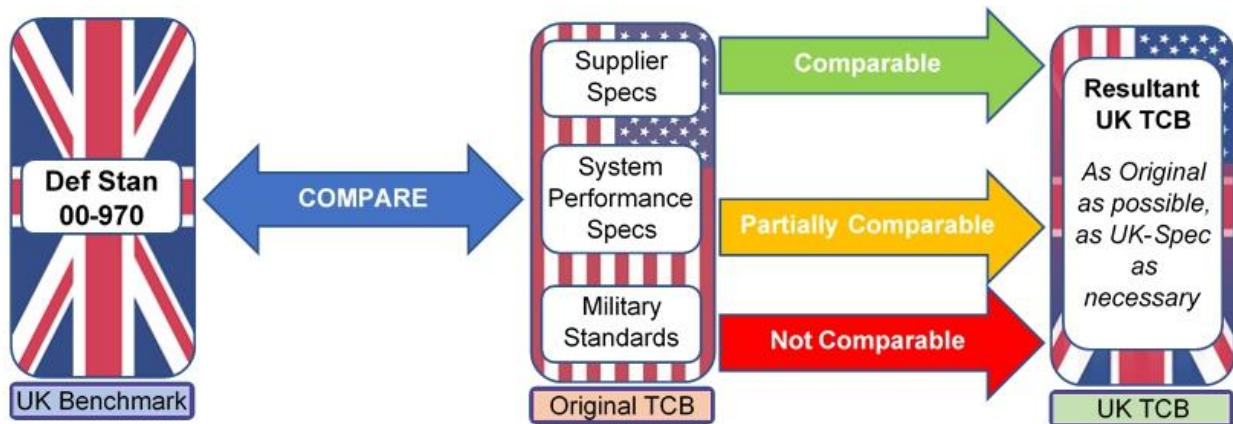 Def Stan
00-970
UK Benchmark
COMPARE
Supplier
Specs
System
Performance
Specs
Military
Standards
Original TCB
Comparable
Partially Comparable
Not Comparable
Resultant
UK TCB
As Original
as possible,
as UK-Spec
as
necessary
UK TCB